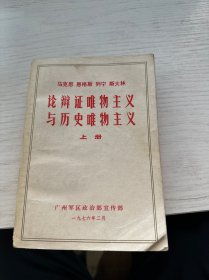 马克思 恩格斯 列宁 斯大林
论辩证唯物主义
与历史唯物主义
上册
广州军区政治部宣传部
一九七六年二月